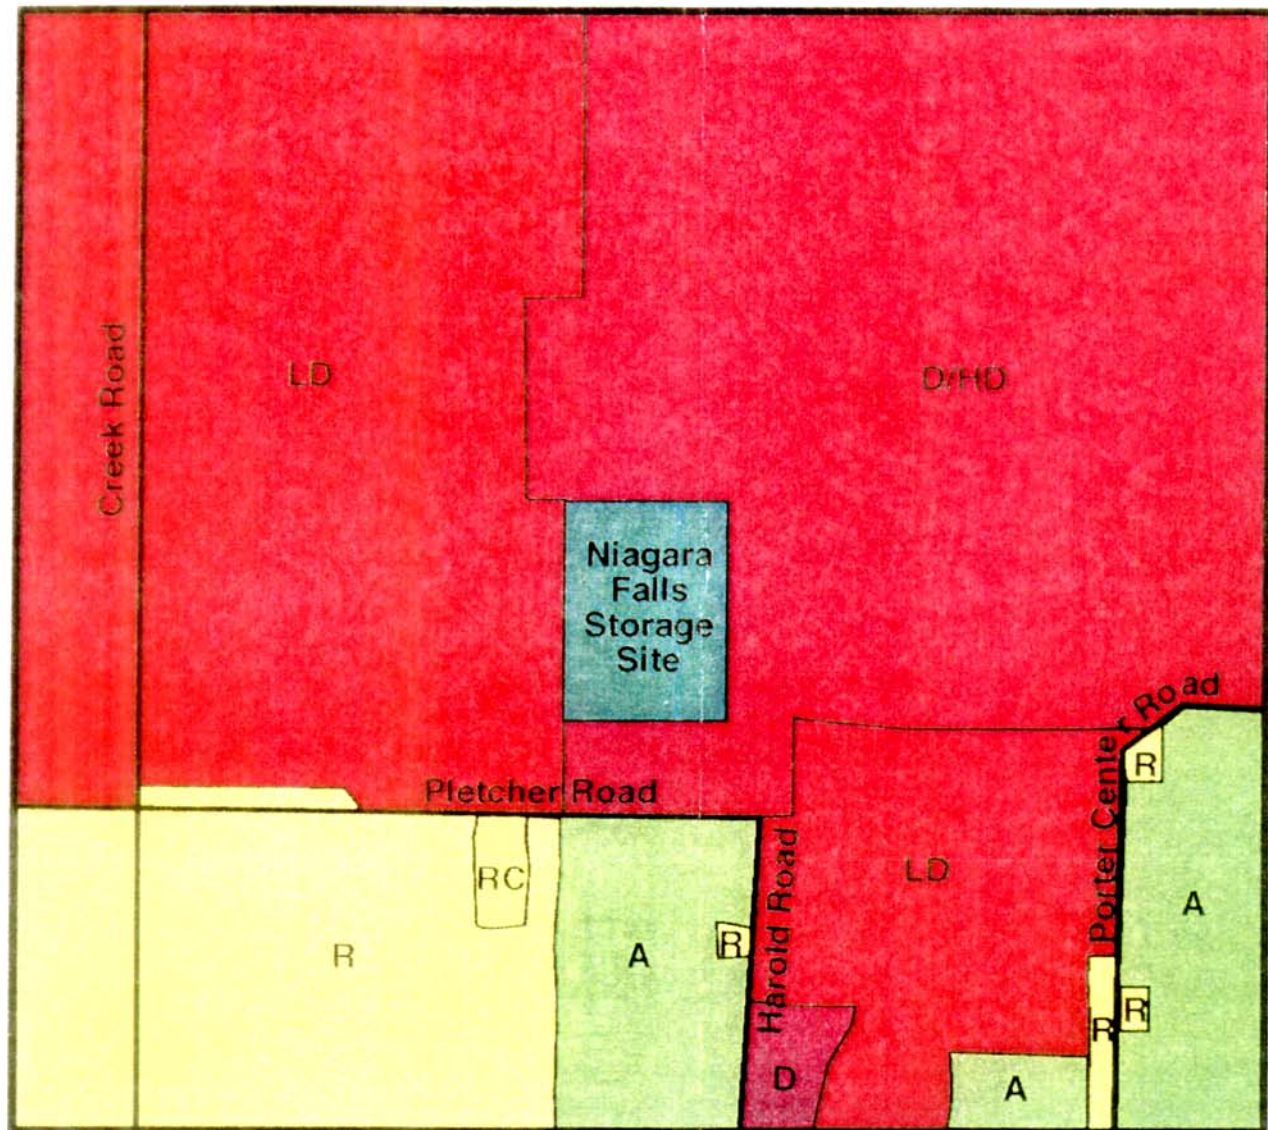 LD
D/HD
Creek Road
Niagara
Falls
Storage
Site
Porter Center Road
R
Pletcher Road
RC
R
A
R
Harold Road
LD
A
R
R
D
A